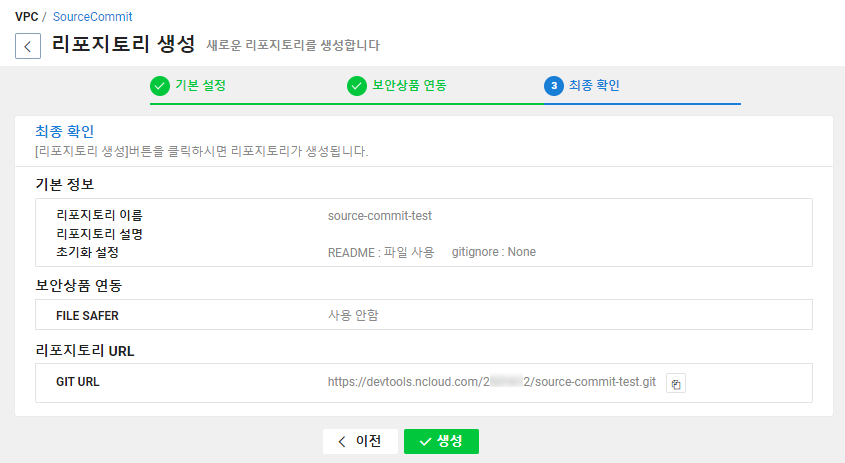 VPC / SourceCommit
리포지토리 생성 새로운 리포지토리를 생성합니다
기본 설정 보안상품 연동 3 최종 확인
최종 확인
[리포지토리 생성]버튼을 클릭하시면 리포지토리가 생성됩니다.
기본 정보
리포지토리 이름 source-commit-test
리포지토리 설명
초기화 설정 README : 파일 사용 gitignore : None
보안상품 연동
FILE SAFER 사용 안함
리포지토리 URL
GIT URL https://devtools.ncloud.com/2 2/source-commit-test.git
이전 생성